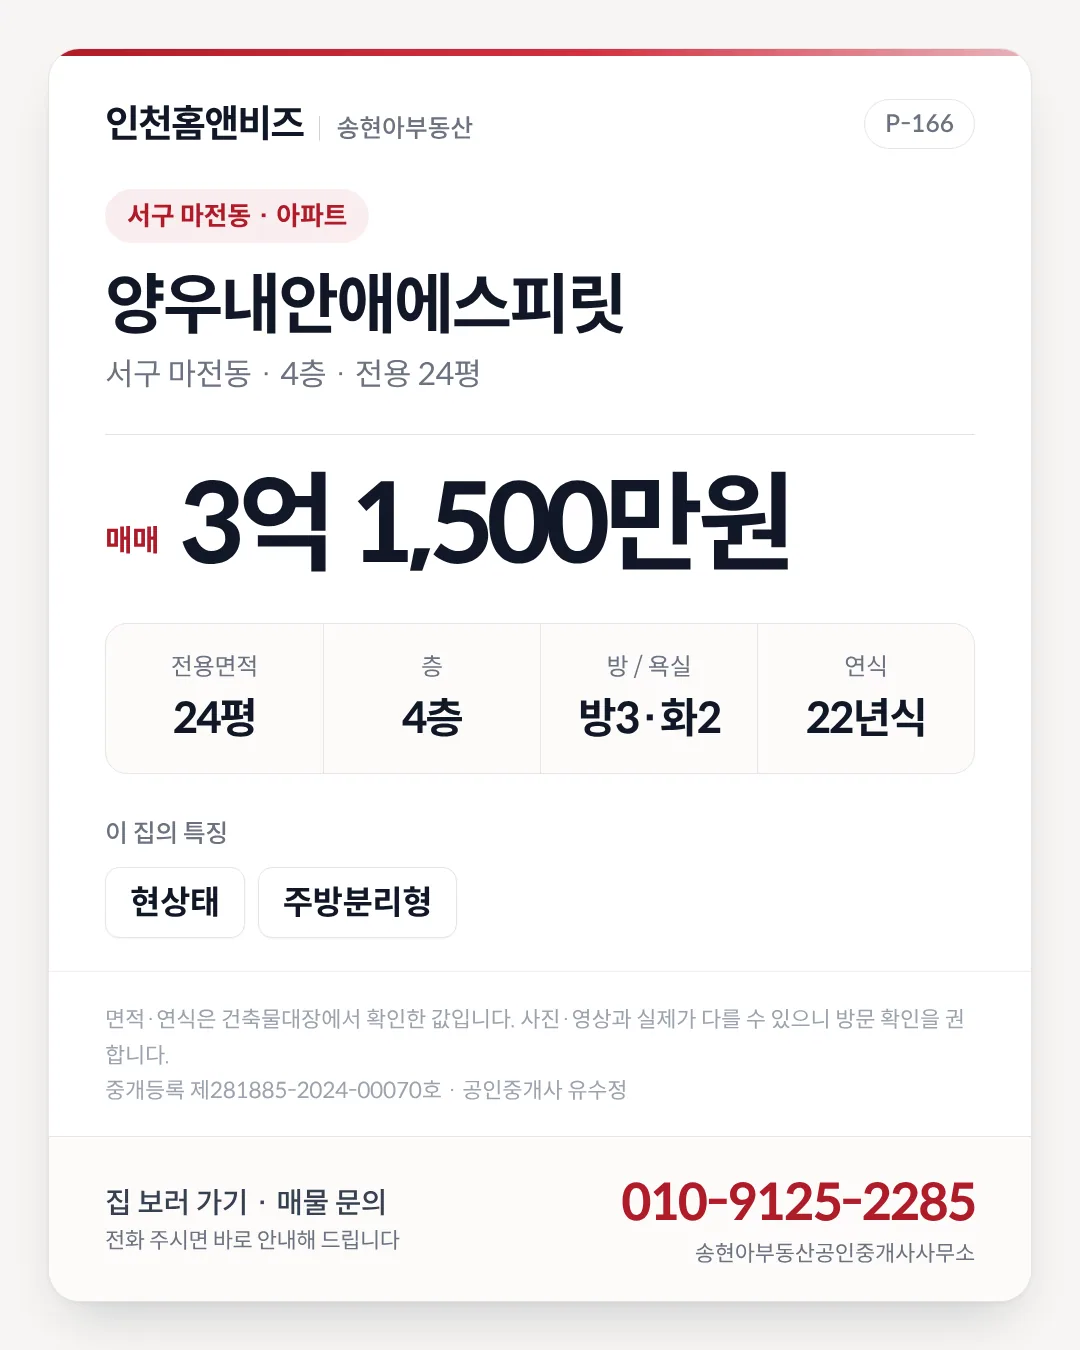 인천홈앤비즈 | 송현아부동산
P-166
서구 마전동 · 아파트
양우내안애에스피릿
서구 마전동 · 4층 · 전용 24평
매매 3억 1,500만원
전용면적 층 방 / 욕실 연식
24평 4층 방3·화2 22년식
이 집의 특징
현상태 주방분리형
면적·연식은 건축물대장에서 확인한 값입니다. 사진·영상과 실제가 다를 수 있으니 방문 확인을 권
합니다.
중개등록 제281885-2024-00070호 · 공인중개사 유수정
집 보러 가기 · 매물 문의
전화 주시면 바로 안내해 드립니다
010-9125-2285
송현아부동산공인중개사사무소